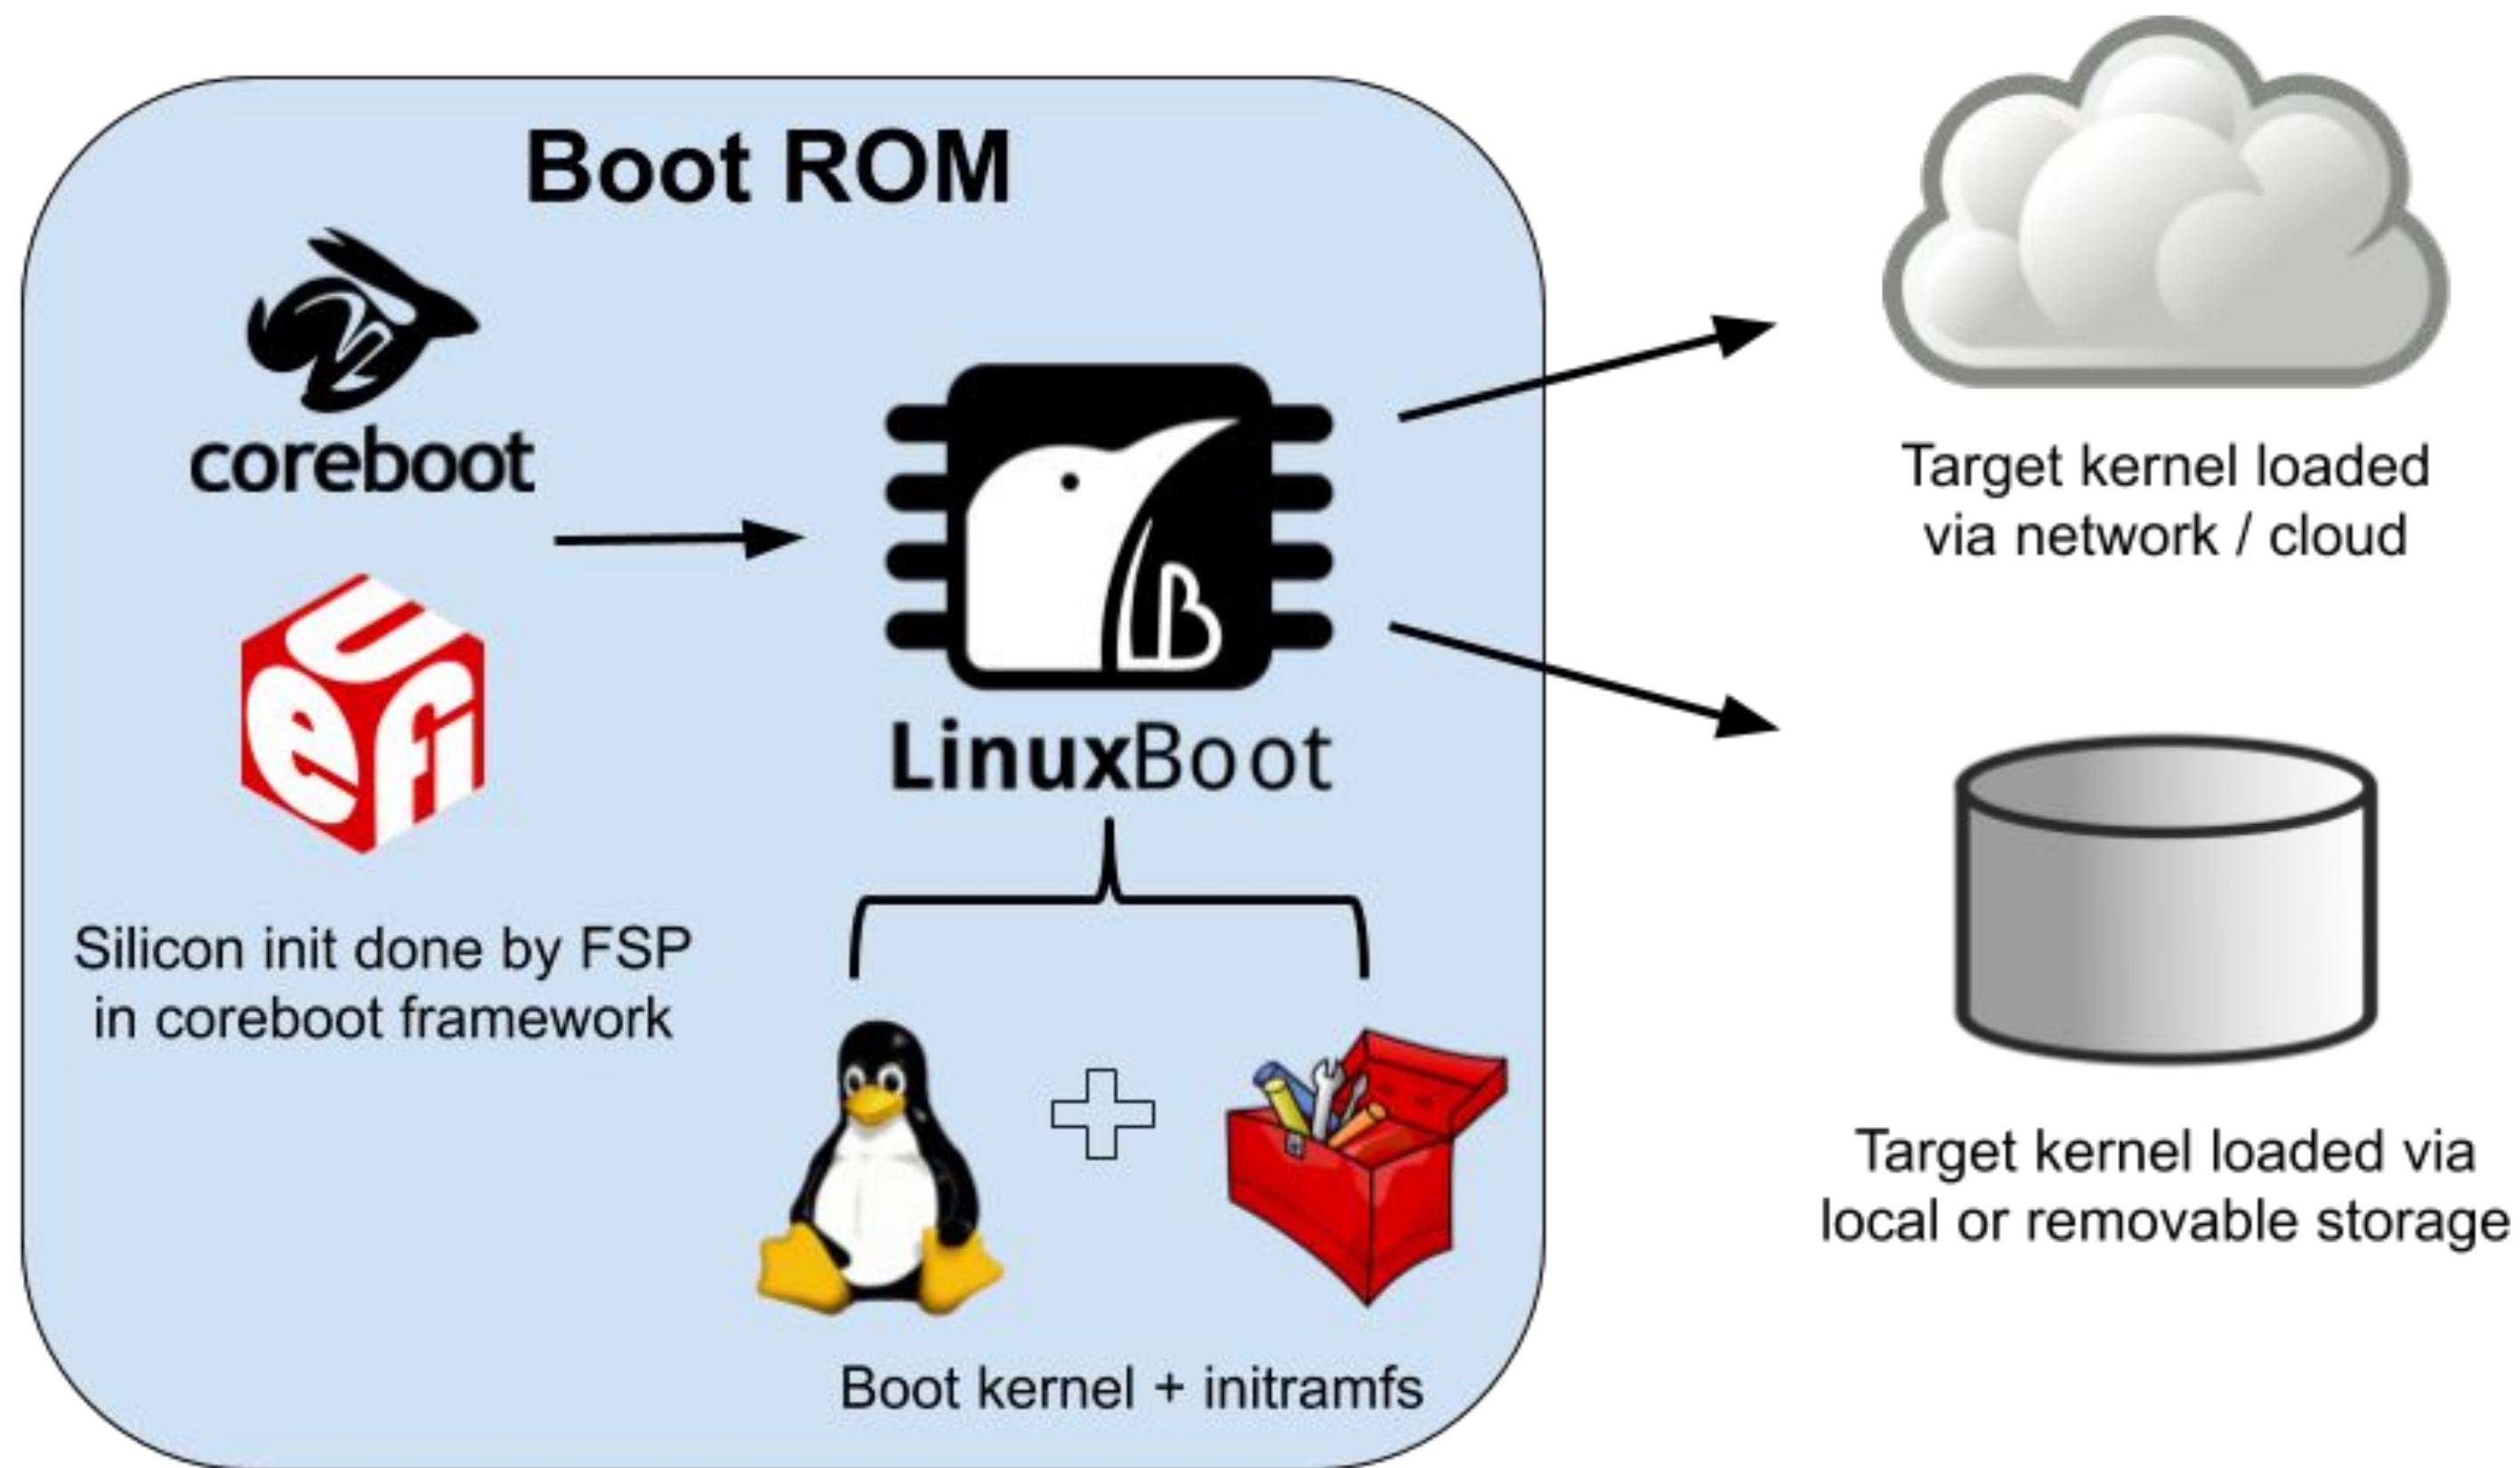 Boot ROM
coreboot
uefi
Silicon init done by FSP
in coreboot framework
B
LinuxBoot
Boot kernel + initramfs
Target kernel loaded
via network / cloud
Target kernel loaded via
local or removable storage